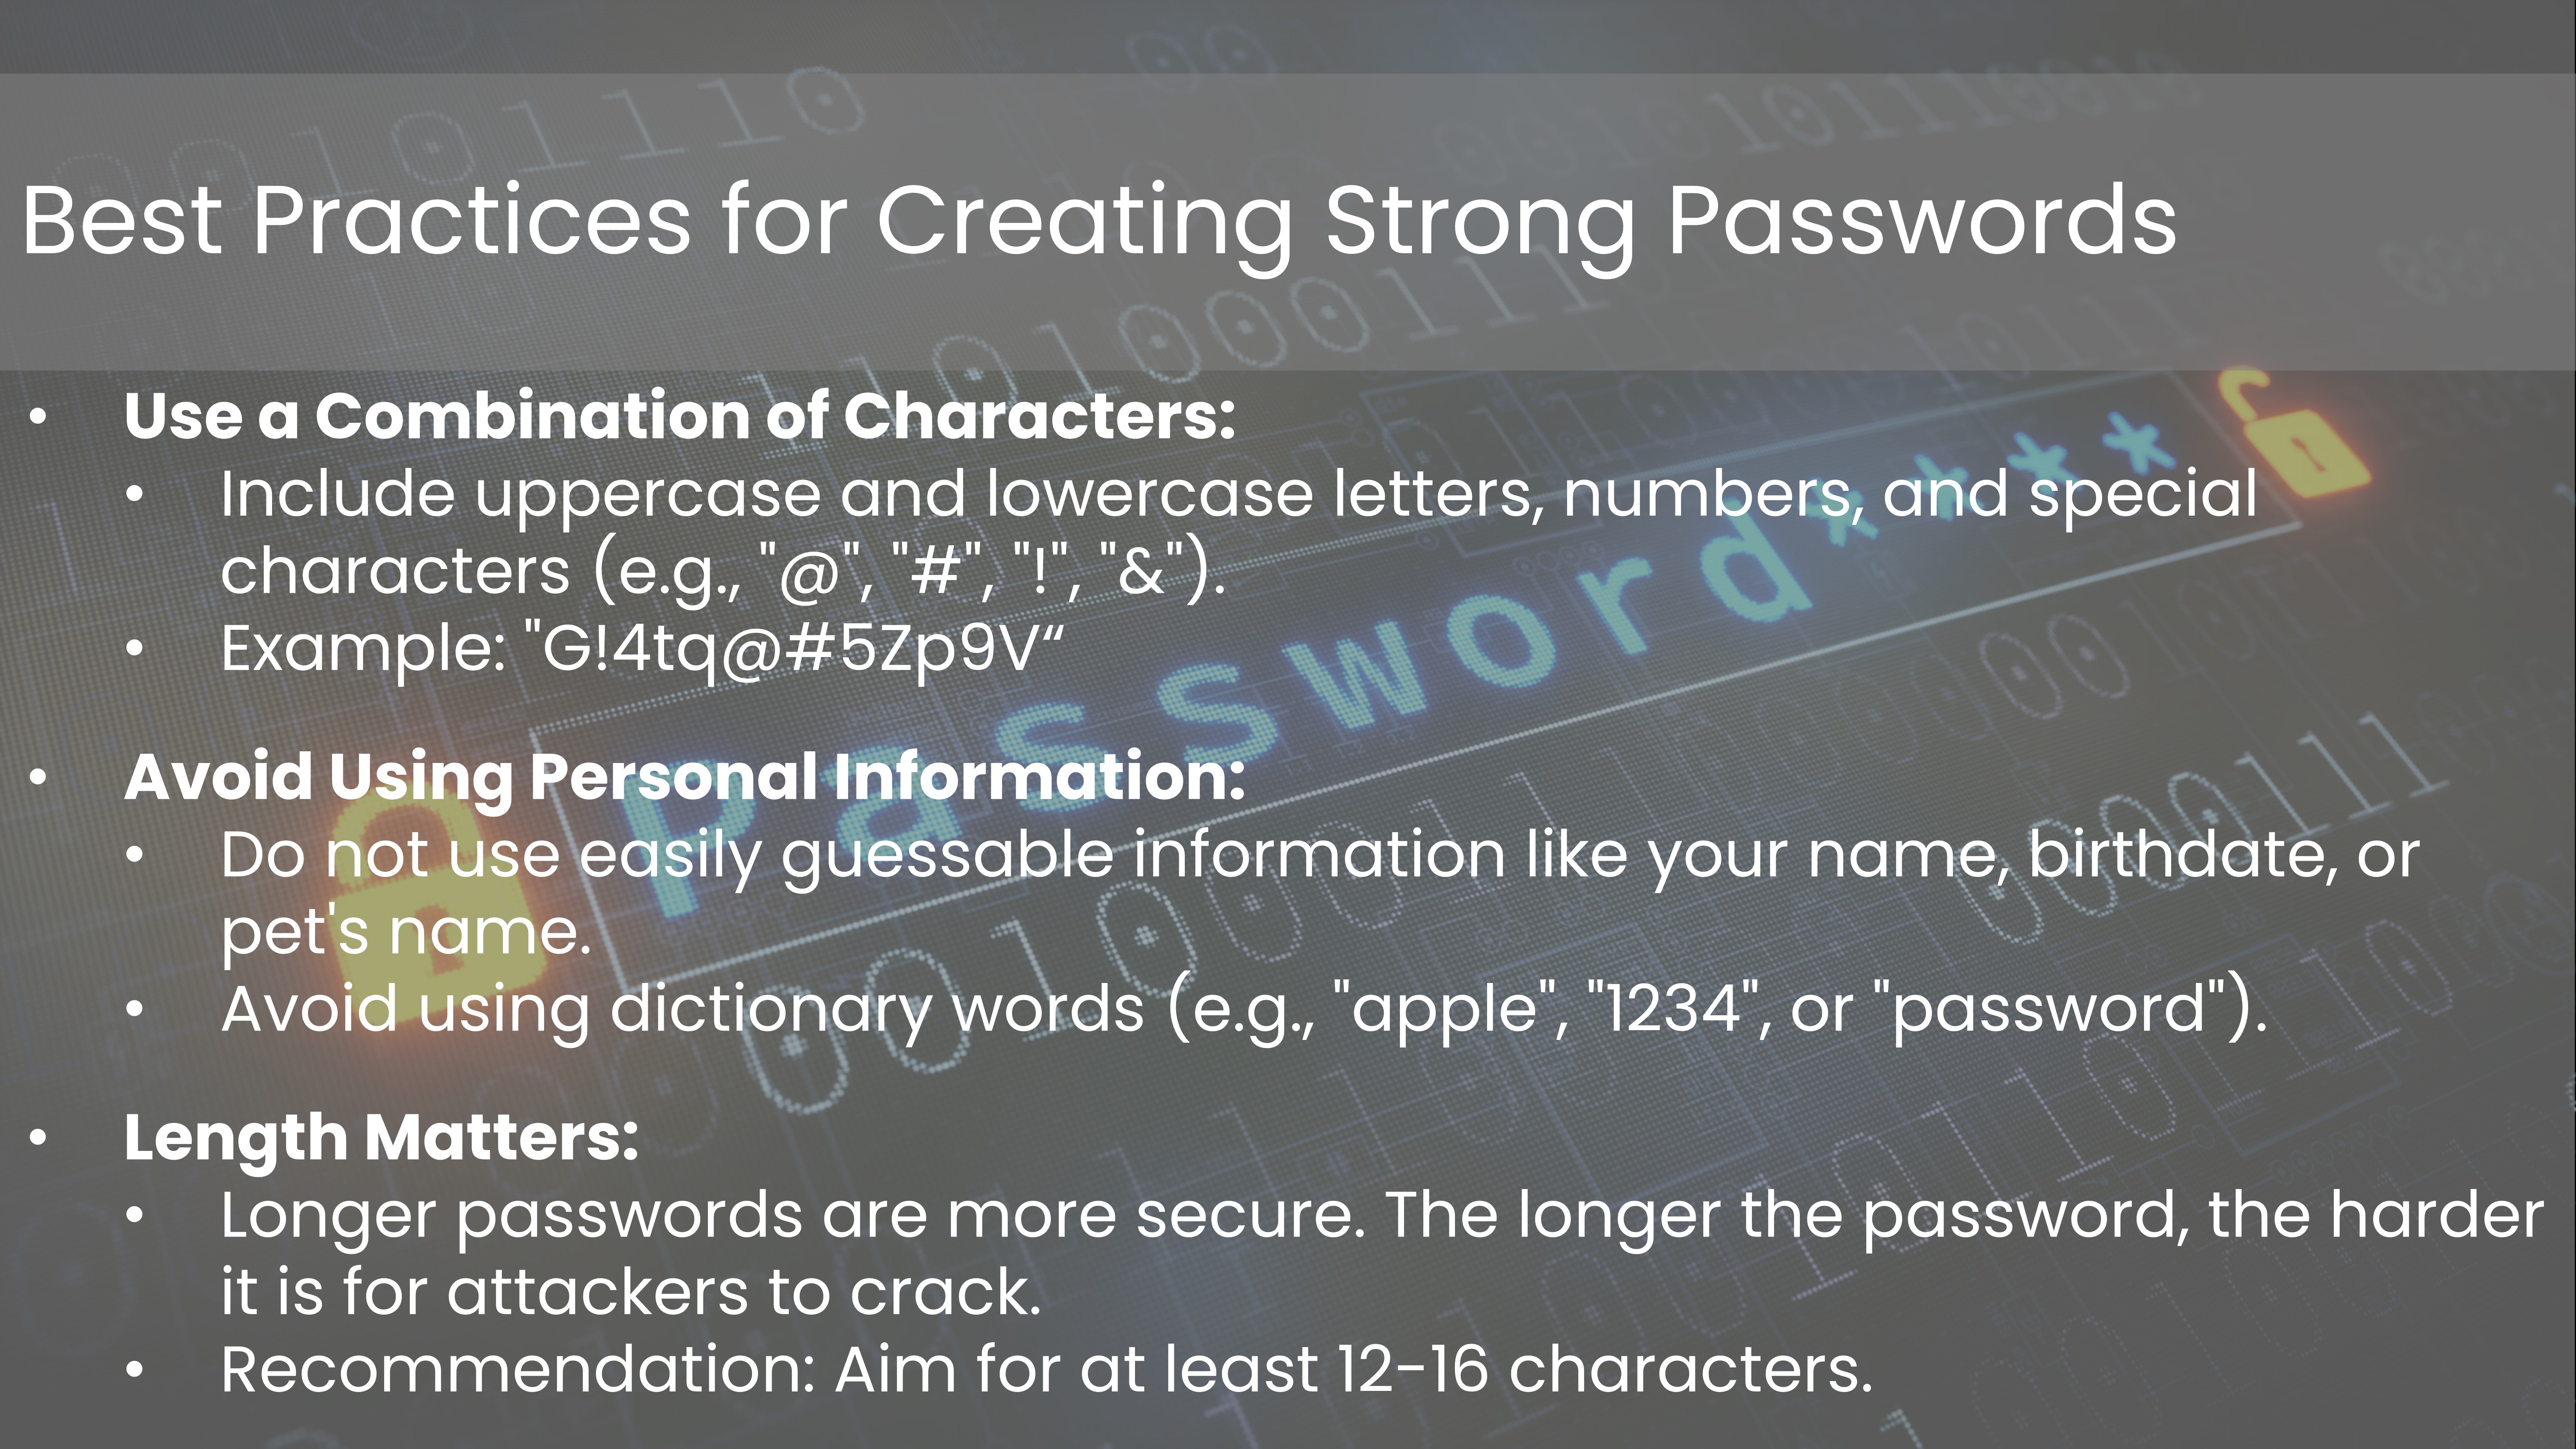 Best Practices for Creating Strong Passwords
• Use a Combination of Characters:
• Include uppercase and lowercase letters, numbers, and special
characters (e.g., "@", "#", "!", "&").
• Example: "G!4tq@#5Zp9V“
• Avoid Using Personal Information:
• Do not use easily guessable information like your name, birthdate, or
pet's name.
• Avoid using dictionary words (e.g., "apple", "1234", or "password").
• Length Matters:
• Longer passwords are more secure. The longer the password, the harder
it is for attackers to crack.
• Recommendation: Aim for at least 12-16 characters.
Password****